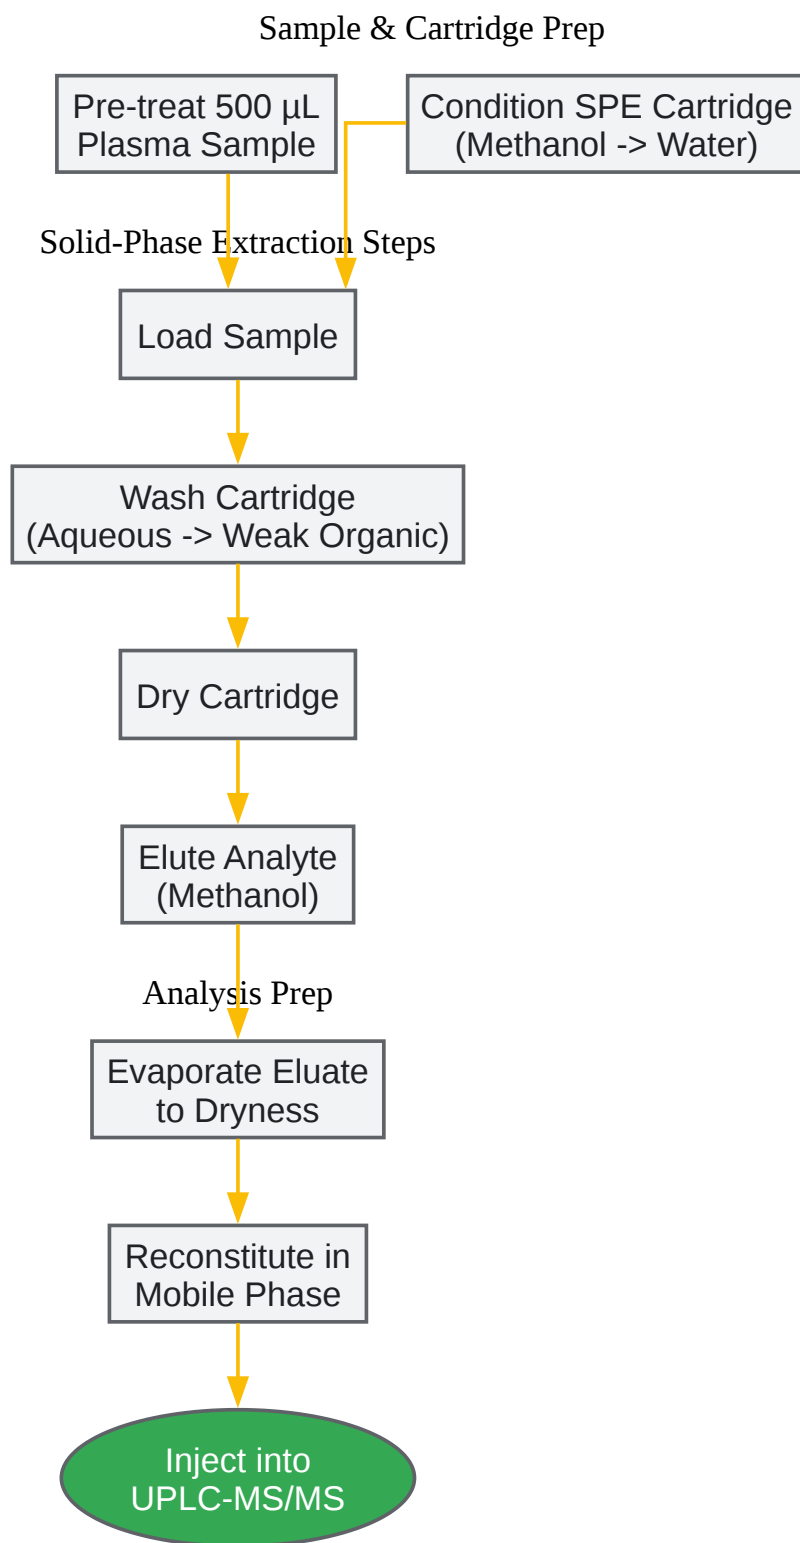 Sample & Cartridge Prep
Pre-treat 500 µL
Plasma Sample
Condition SPE Cartridge
(Methanol -> Water)
Solid-Phase Extraction Steps
Load Sample
Wash Cartridge
(Aqueous -> Weak Organic)
Dry Cartridge
Elute Analyte
(Methanol)
Analysis Prep
Evaporate Eluate
to Dryness
Reconstitute in
Mobile Phase
Inject into
UPLC-MS/MS